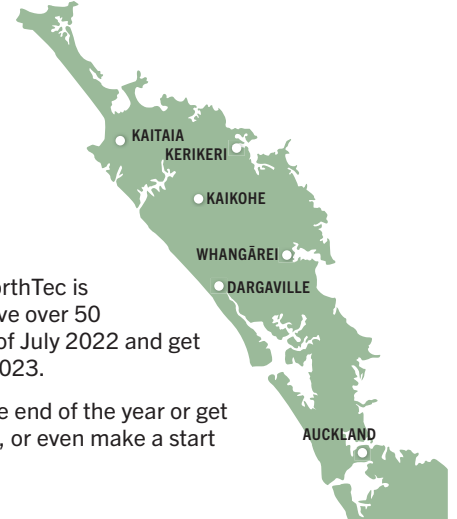 KAITAIA
KERIKERI
KAIKOHE
WHANGĀREI
DARGAVILLE
orthTec is
ve over 50
of July 2022 and get
023.
e end of the year or get
, or even make a start
AUCKLAND